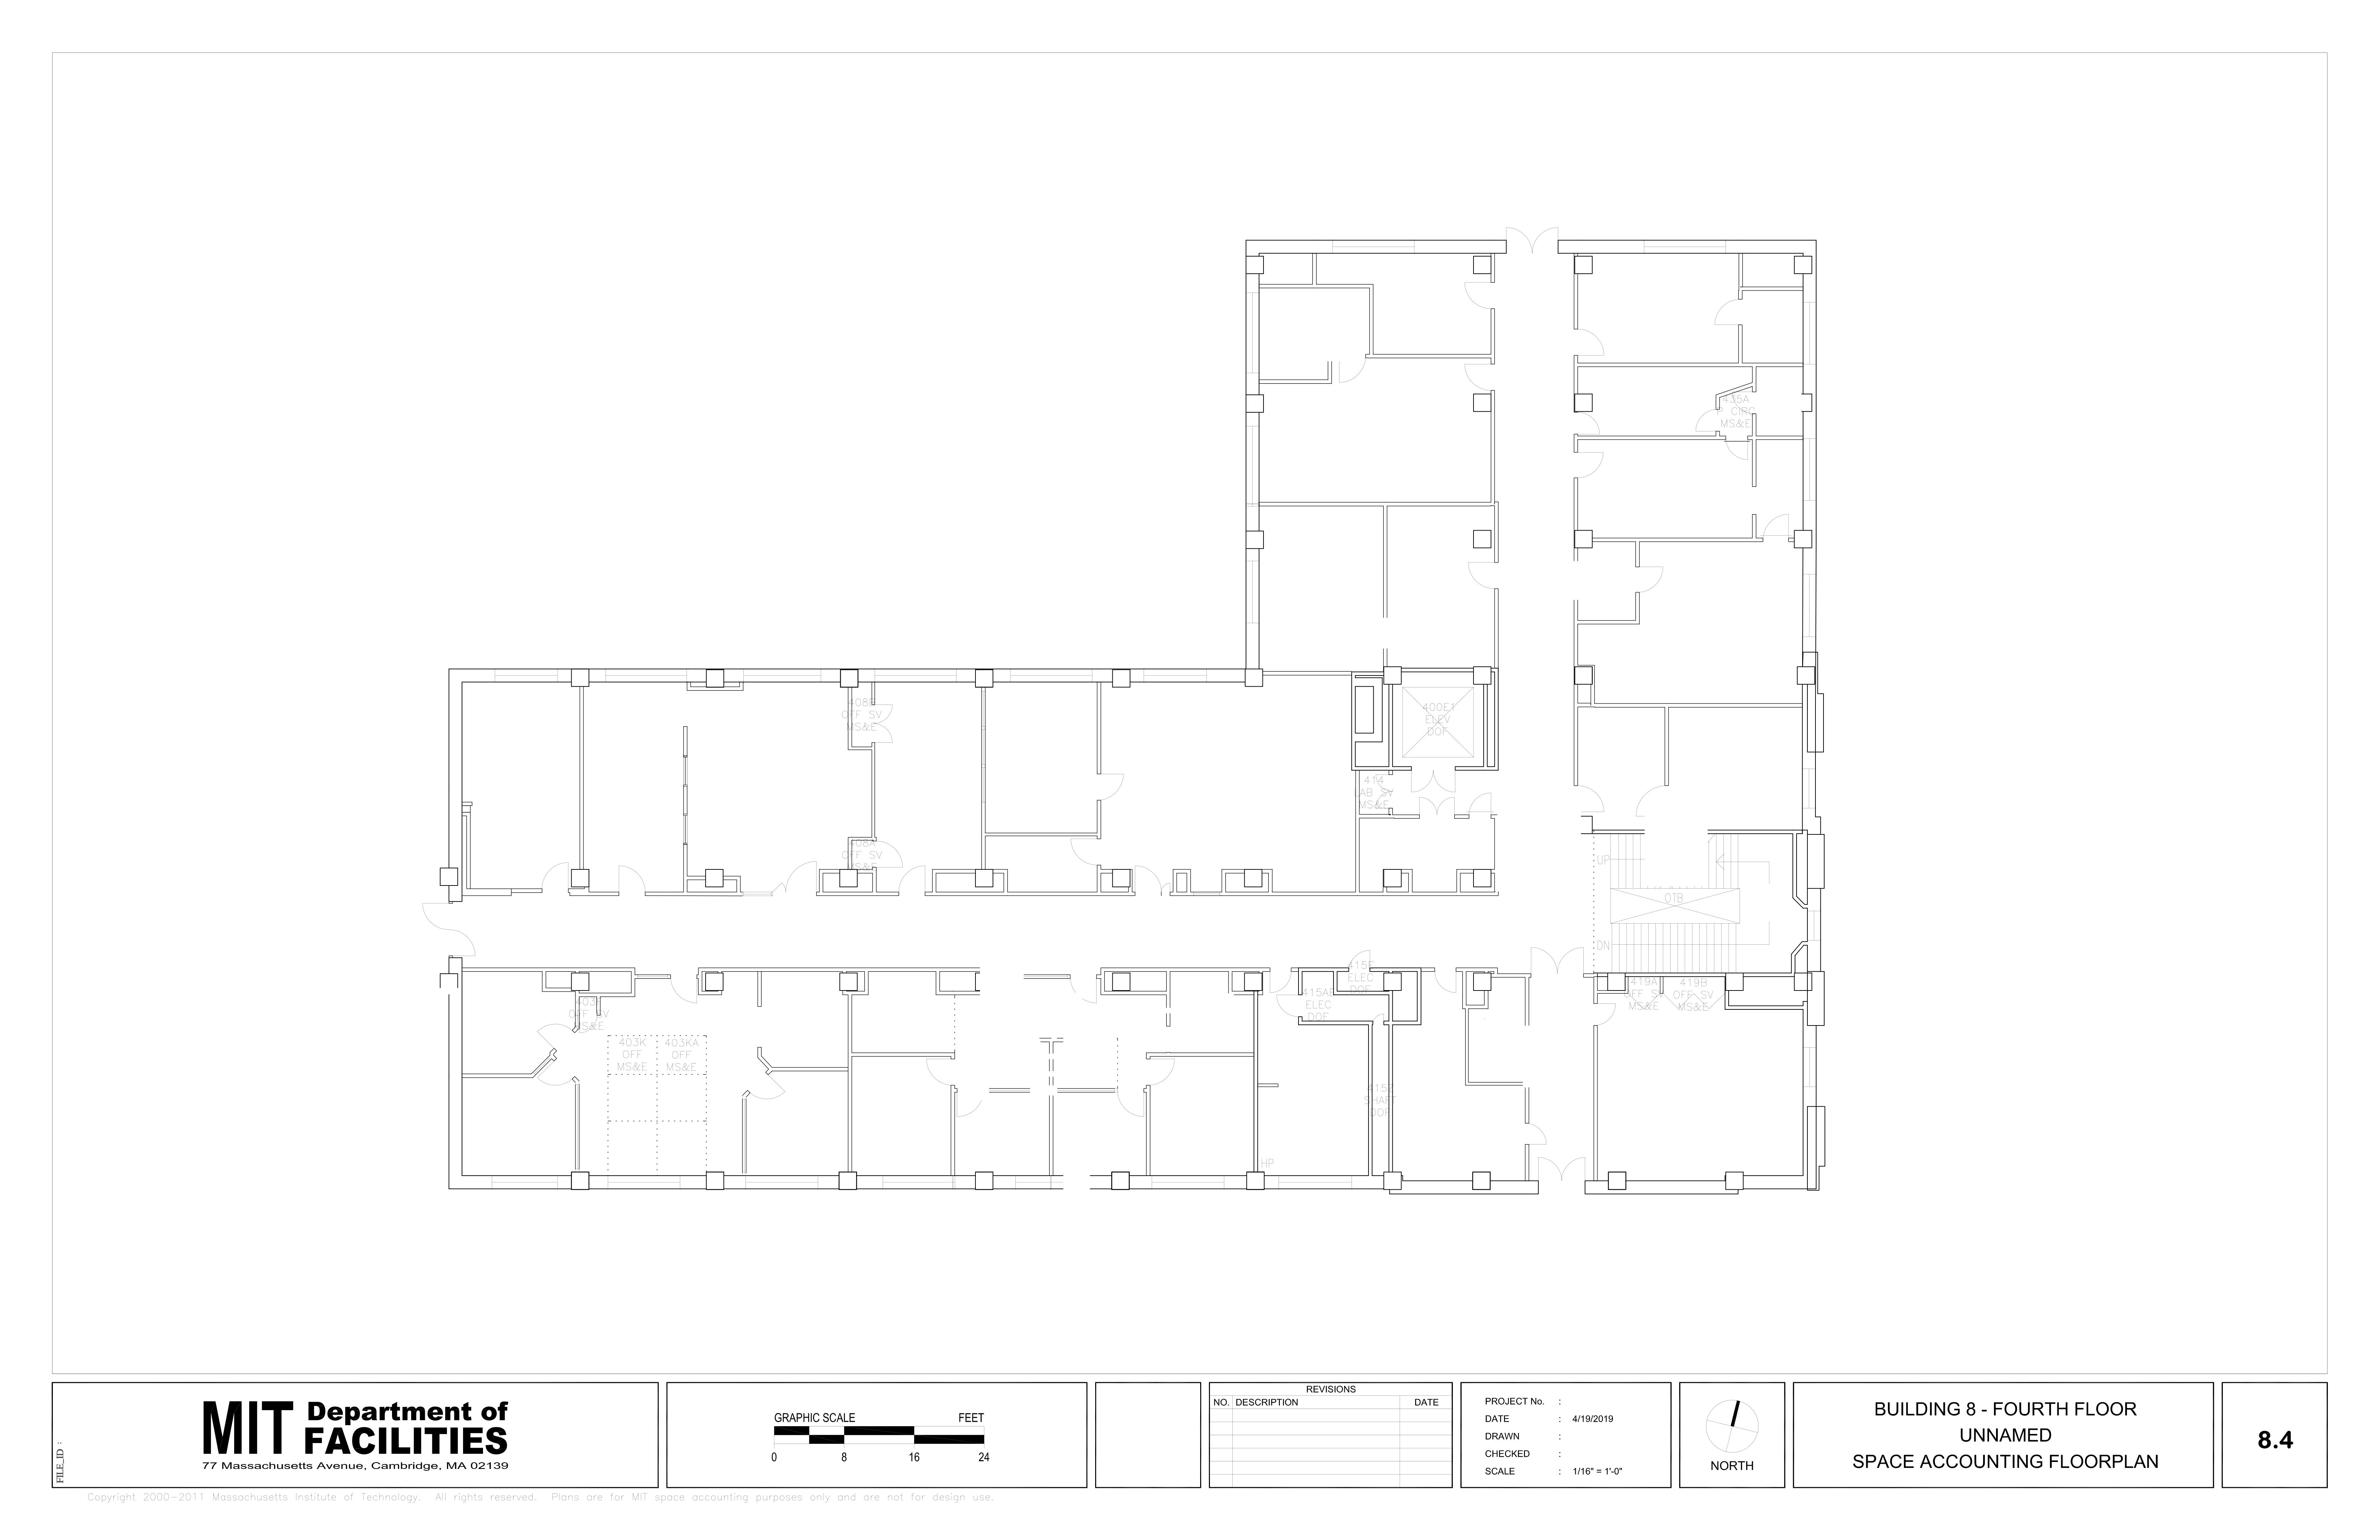 435A
P CIRC
MS&E
408B
OFF SV
MS&E
400E1
ELEV
DOF
414
LAB SV
MS&E
408A
OFF SV
MS&E
UP
OTB
DN
415E
ELEC
DOF
415AE
ELEC
DOF
419A
OFF SV
MS&E
419B
OFF SV
MS&E
OFF SV
MS&E
403K
OFF
MS&E
403KA
OFF
MS&E
415Z
SHAFT
DOF
HP
FILE_ID :
MIT Department of
FACILITIES
77 Massachusetts Avenue, Cambridge, MA 02139
GRAPHIC SCALE FEET
0 8 16 24
REVISIONS
NO. DESCRIPTION DATE
PROJECT No. :
DATE : 4/19/2019
DRAWN :
CHECKED :
SCALE : 1/16" = 1'-0"
NORTH
BUILDING 8 - FOURTH FLOOR
UNNAMED
SPACE ACCOUNTING FLOORPLAN
8.4
Copyright 2000-2011 Massachusetts Institute of Technology. All rights reserved. Plans are for MIT space accounting purposes only and are not for design use.